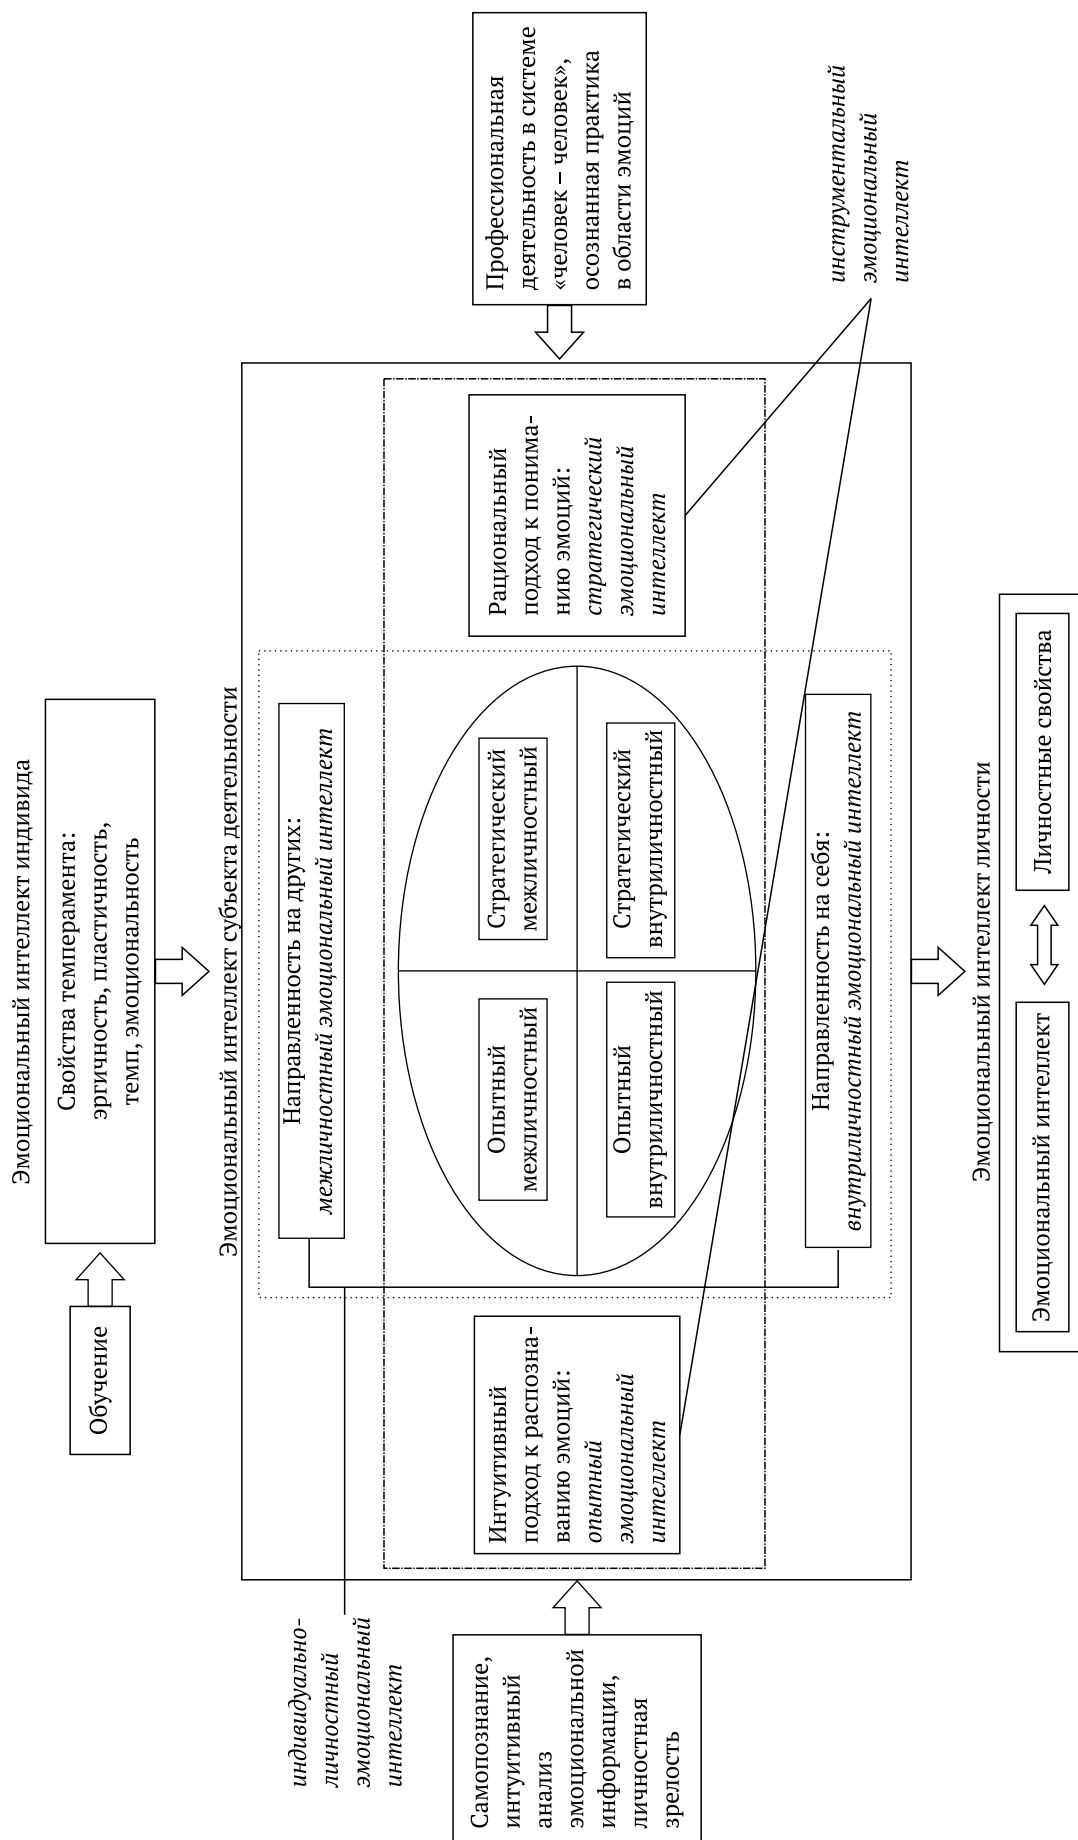 Эмоциональный интеллект индивида
Обучение
Свойства темперамента:
эргичность, пластичность,
темп, эмоциональность
Эмоциональный интеллект субъекта деятельности
индивидуально-
личностный
эмоциональный
интеллект
Направленность на других:
межличностный эмоциональный интеллект
Самопознание,
интуитивный
анализ
эмоциональной
информации,
личностная
зрелость
Интуитивный
подход к распозна-
ванию эмоций:
опытный
эмоциональный
интеллект
Опытный
межличностный
Стратегический
межличностный
Опытный
внутриличностный
Стратегический
внутриличностный
Рациональный
подход к понима-
нию эмоций:
стратегический
эмоциональный
интеллект
Профессиональная
деятельность в системе
«человек – человек»,
осознанная практика
в области эмоций
Направленность на себя:
внутриличностный эмоциональный интеллект
инструментальный
эмоциональный
интеллект
Эмоциональный интеллект личности
Эмоциональный интеллект
Личностные свойства